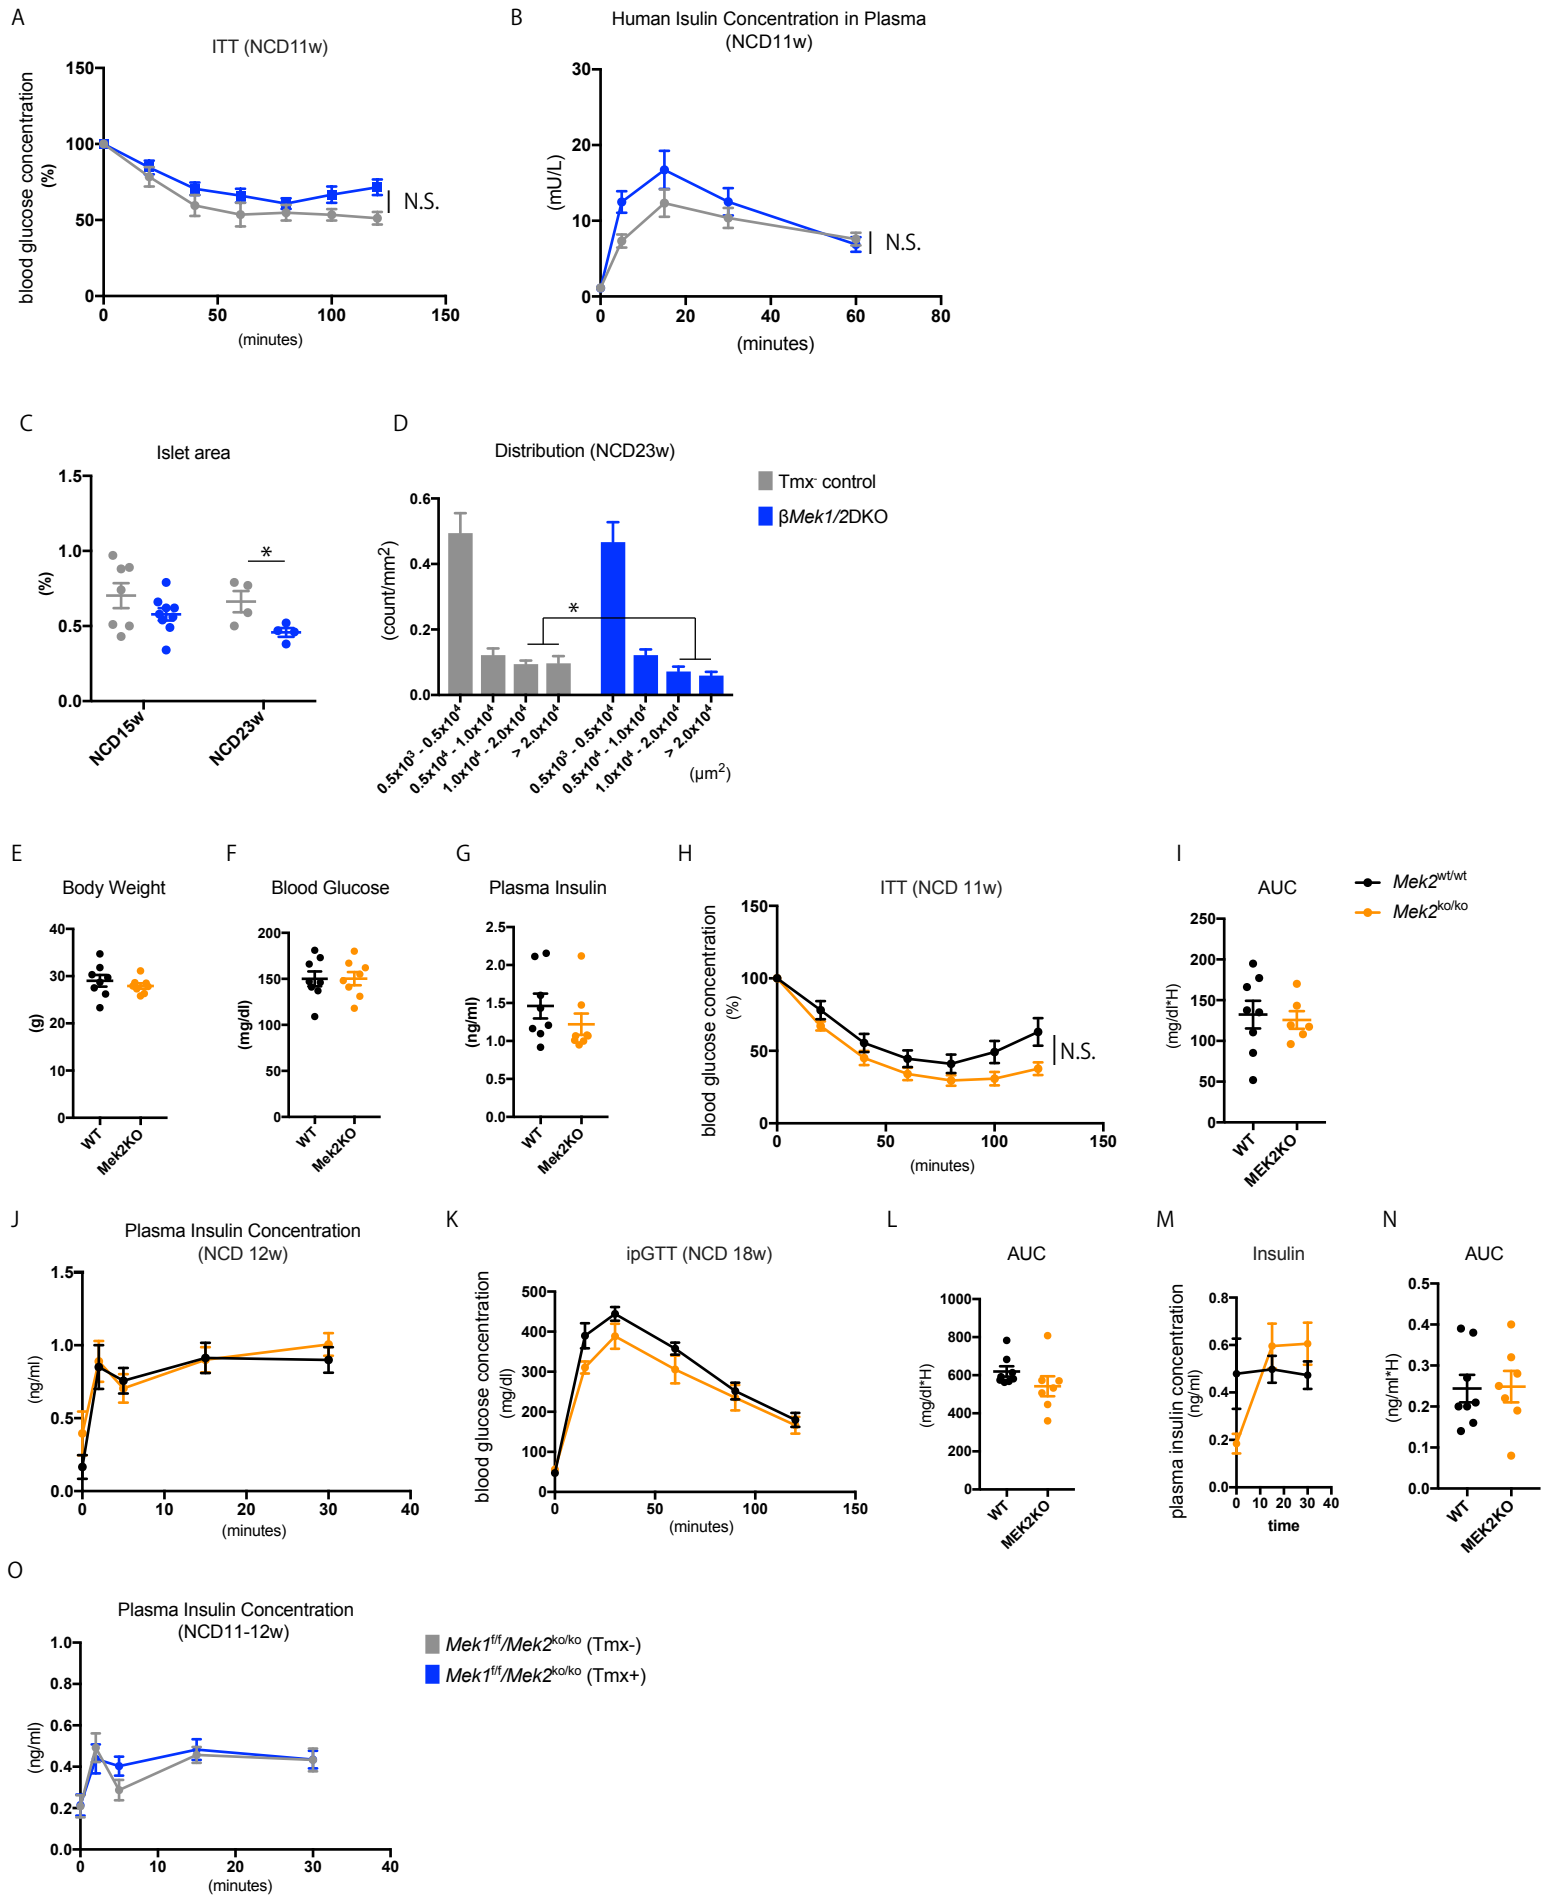 A
ITT (NCD11w)
blood glucose concentration
(%)
150
100
50
0
0
50
100
150
(minutes)
N.S.
B
Human Isulin Concentration in Plasma
(NCD11w)
(mU/L)
30
20
10
0
0
20
40
60
80
(minutes)
N.S.
C
Islet area
(%)
1.5
1.0
0.5
0.0
*
NCD15w
NCD23w
D
Distribution (NCD23w)
(count/mm²)
0.6
0.4
0.2
0.0
*
0.5x10³ - 0.5x10⁴
0.5x10⁴ - 1.0x10⁴
1.0x10⁴ - 2.0x10⁴
> 2.0x10⁴
0.5x10³ - 0.5x10⁴
0.5x10⁴ - 1.0x10⁴
1.0x10⁴ - 2.0x10⁴
> 2.0x10⁴
(μm²)
Tmx⁻ control
βMek1/2DKO
E
Body Weight
(g)
40
30
20
10
0
WT
Mek2KO
F
Blood Glucose
(mg/dl)
200
150
100
50
0
WT
Mek2KO
G
Plasma Insulin
(ng/ml)
2.5
2.0
1.5
1.0
0.5
0.0
WT
Mek2KO
H
ITT (NCD 11w)
blood glucose concentration
(%)
150
100
50
0
0
50
100
150
(minutes)
N.S.
I
AUC
(mg/dl*H)
250
200
150
100
50
0
WT
MEK2KO
Mek2wt/wt
Mek2ko/ko
J
Plasma Insulin Concentration
(NCD 12w)
(ng/ml)
1.5
1.0
0.5
0.0
0
10
20
30
40
(minutes)
K
ipGTT (NCD 18w)
blood glucose concentration
(mg/dl)
500
400
300
200
100
0
0
50
100
150
(minutes)
L
AUC
(mg/dl*H)
1000
800
600
400
200
0
WT
MEK2KO
M
Insulin
plasma insulin concentration
(ng/ml)
0.8
0.6
0.4
0.2
0.0
0
10
20
30
40
time
N
AUC
(ng/ml*H)
0.5
0.4
0.3
0.2
0.1
0.0
WT
MEK2KO
O
Plasma Insulin Concentration
(NCD11-12w)
(ng/ml)
1.0
0.8
0.6
0.4
0.2
0.0
0
10
20
30
40
(minutes)
Mek1f/f/Mek2ko/ko (Tmx-)
Mek1f/f/Mek2ko/ko (Tmx+)